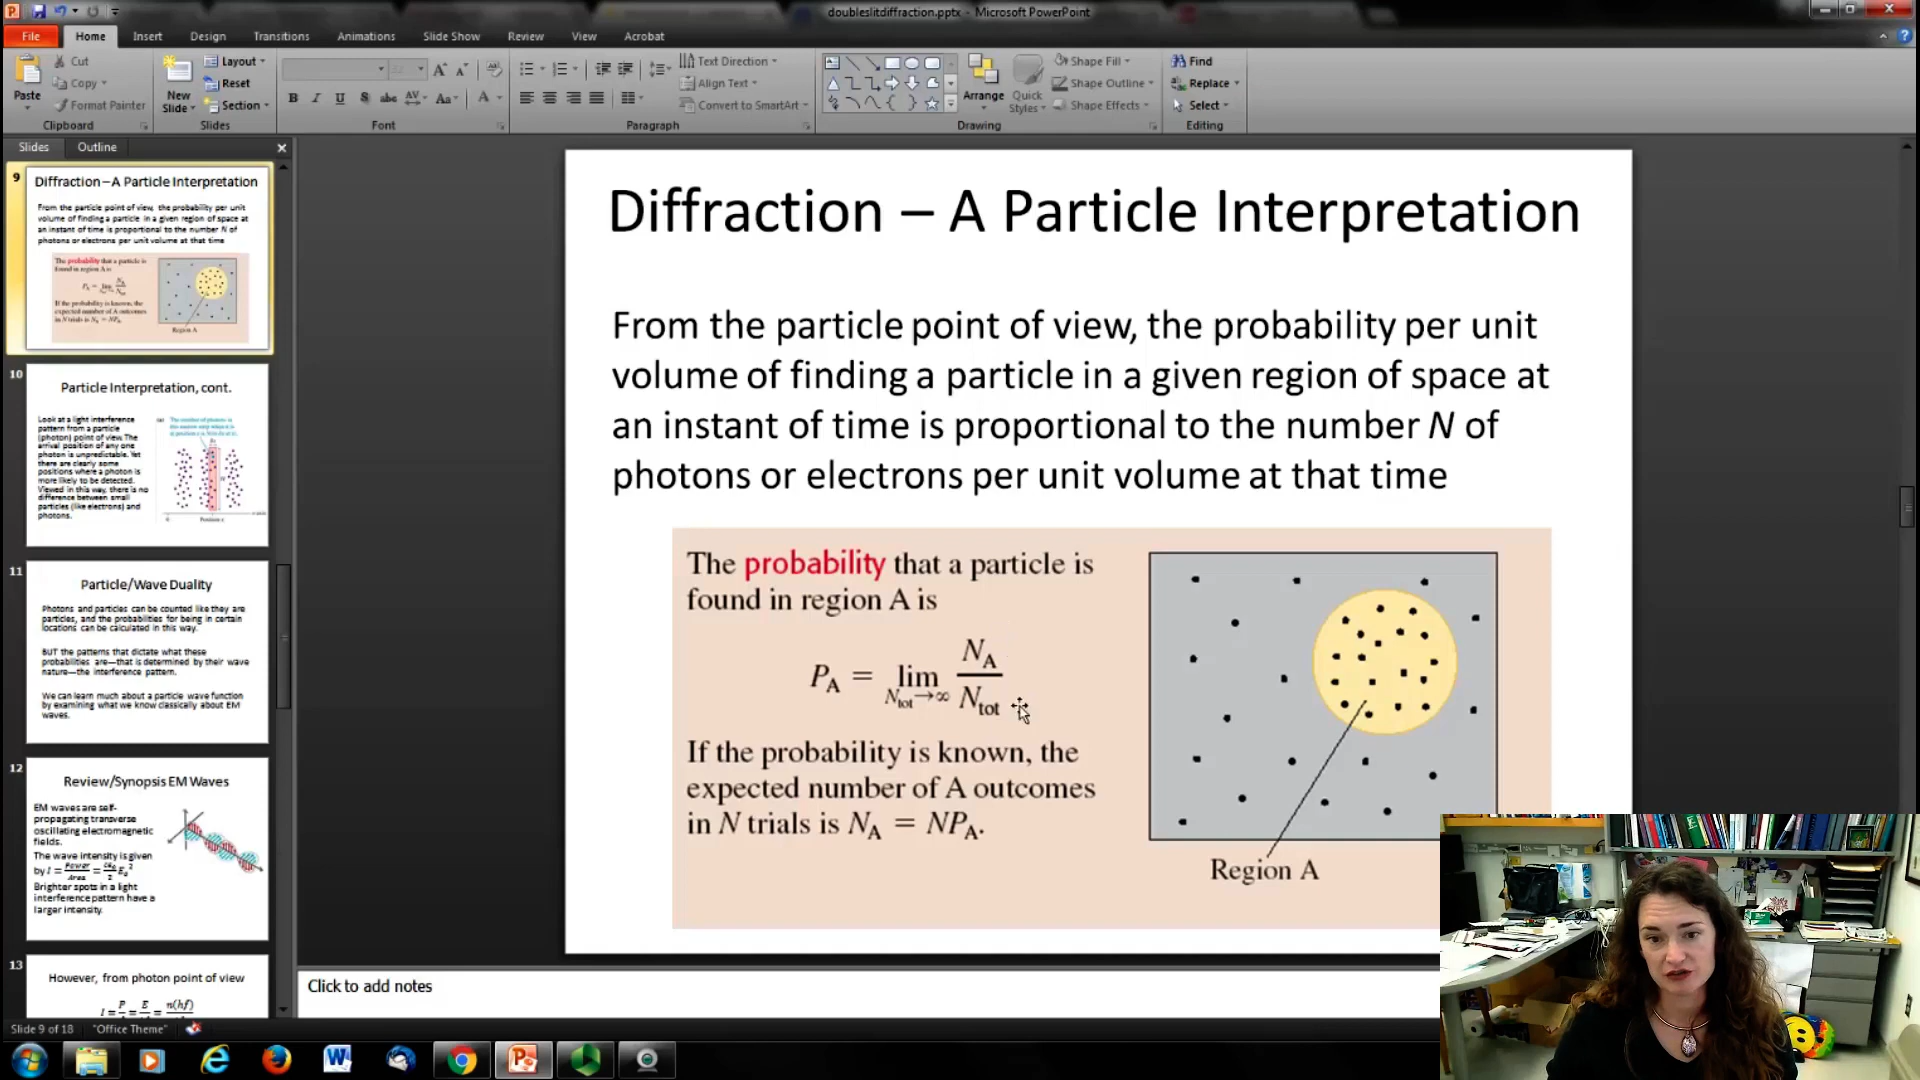 doubleslitdiffraction.pptx - Microsoft PowerPoint
File Home Insert Design Transitions Animations Slide Show Review View Acrobat
Paste
Cut
Copy
Format Painter
Clipboard
New Slide
Layout
Reset
Section
Slides
B I U S abc AV Aa A
Font
Text Direction
Align Text
Convert to SmartArt
Paragraph
Arrange
Quick Styles
Shape Fill
Shape Outline
Shape Effects
Drawing
Find
Replace
Select
Editing
Slides Outline
9
Diffraction – A Particle Interpretation
From the particle point of view, the probability per unit
volume of finding a particle in a given region of space at
an instant of time is proportional to the number N of
photons or electrons per unit volume at that time
The probability that a particle is
found in region A is
P_A = lim N_tot→∞ N_A / N_tot
If the probability is known, the
expected number of A outcomes
in N trials is N_A = NP_A.
Region A
10
Particle Interpretation, cont.
Look at a light interference
pattern from a particle
(photon) point of view. The
arrival position of any one
photon is unpredictable. Yet
there are clearly some
positions where a photon is
more likely to be detected.
Viewed in this way, there is no
difference between small
particles (like electrons) and
photons.
11
Particle/Wave Duality
Photons and particles can be counted like they are
particles, and the probabilities for being in certain
locations can be calculated in this way.
BUT the patterns that dictate what these
probabilities are—that is determined by their wave
nature—the interference pattern.
We can learn much about a particle wave function
by examining what we know classically about EM
waves.
12
Review/Synopsis EM Waves
EM waves are self-
propagating transverse
oscillating electromagnetic
fields.
The wave intensity is given
by I = Power / Area = cε₀ / 2 E₀²
Brighter spots in a light
interference pattern have a
larger intensity.
13
However, from photon point of view
I = P = E = n(hf)
Diffraction – A Particle Interpretation
From the particle point of view, the probability per unit
volume of finding a particle in a given region of space at
an instant of time is proportional to the number N of
photons or electrons per unit volume at that time
The probability that a particle is
found in region A is
P_A = lim N_tot→∞ N_A / N_tot
If the probability is known, the
expected number of A outcomes
in N trials is N_A = NP_A.
Region A
Click to add notes
Slide 9 of 18 "Office Theme"